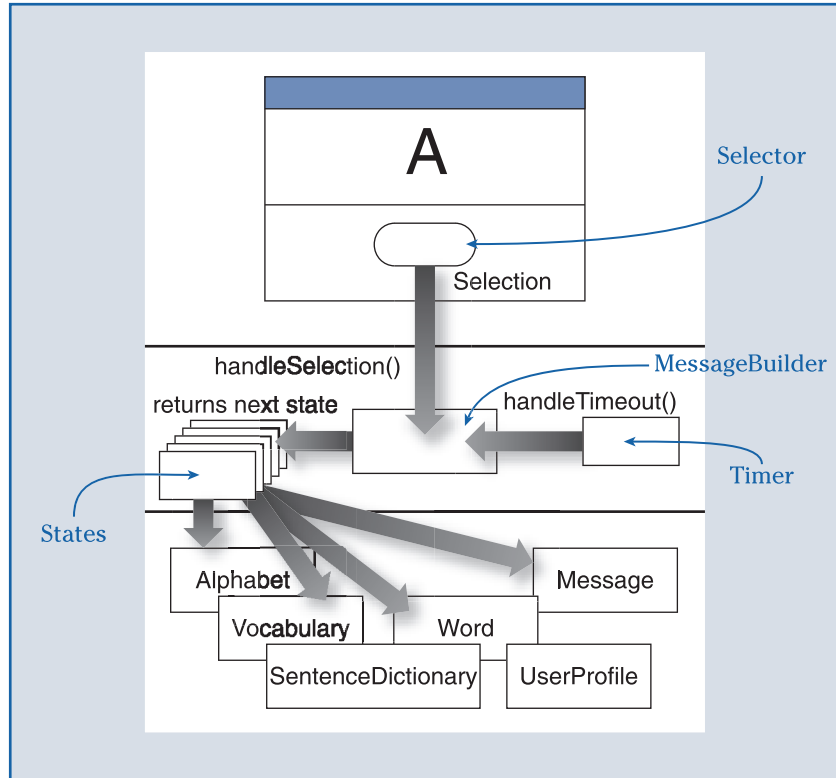 A
Selector
Selection
handleSelection()
MessageBuilder
returns next state
handleTimeout()
Timer
States
Alphabet
Message
Vocabulary
Word
SentenceDictionary
UserProfile